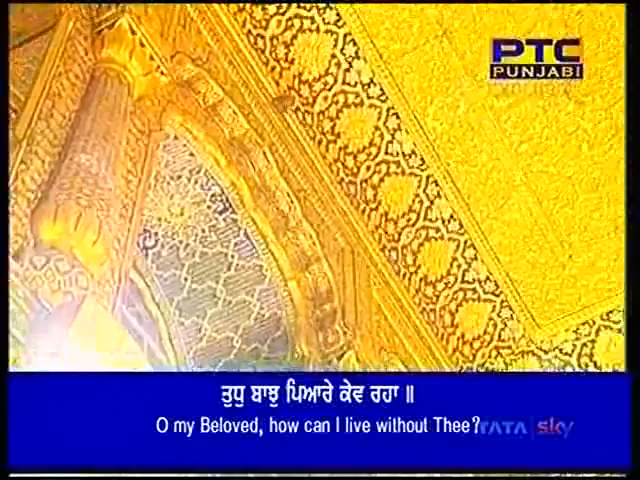 PTC
PUNJABI
ਤੁਧੁ ਬਾਝੁ ਪਿਆਰੇ ਕੇਵ ਰਹਾ ॥
O my Beloved, how can I live without Thee?
TATA sky